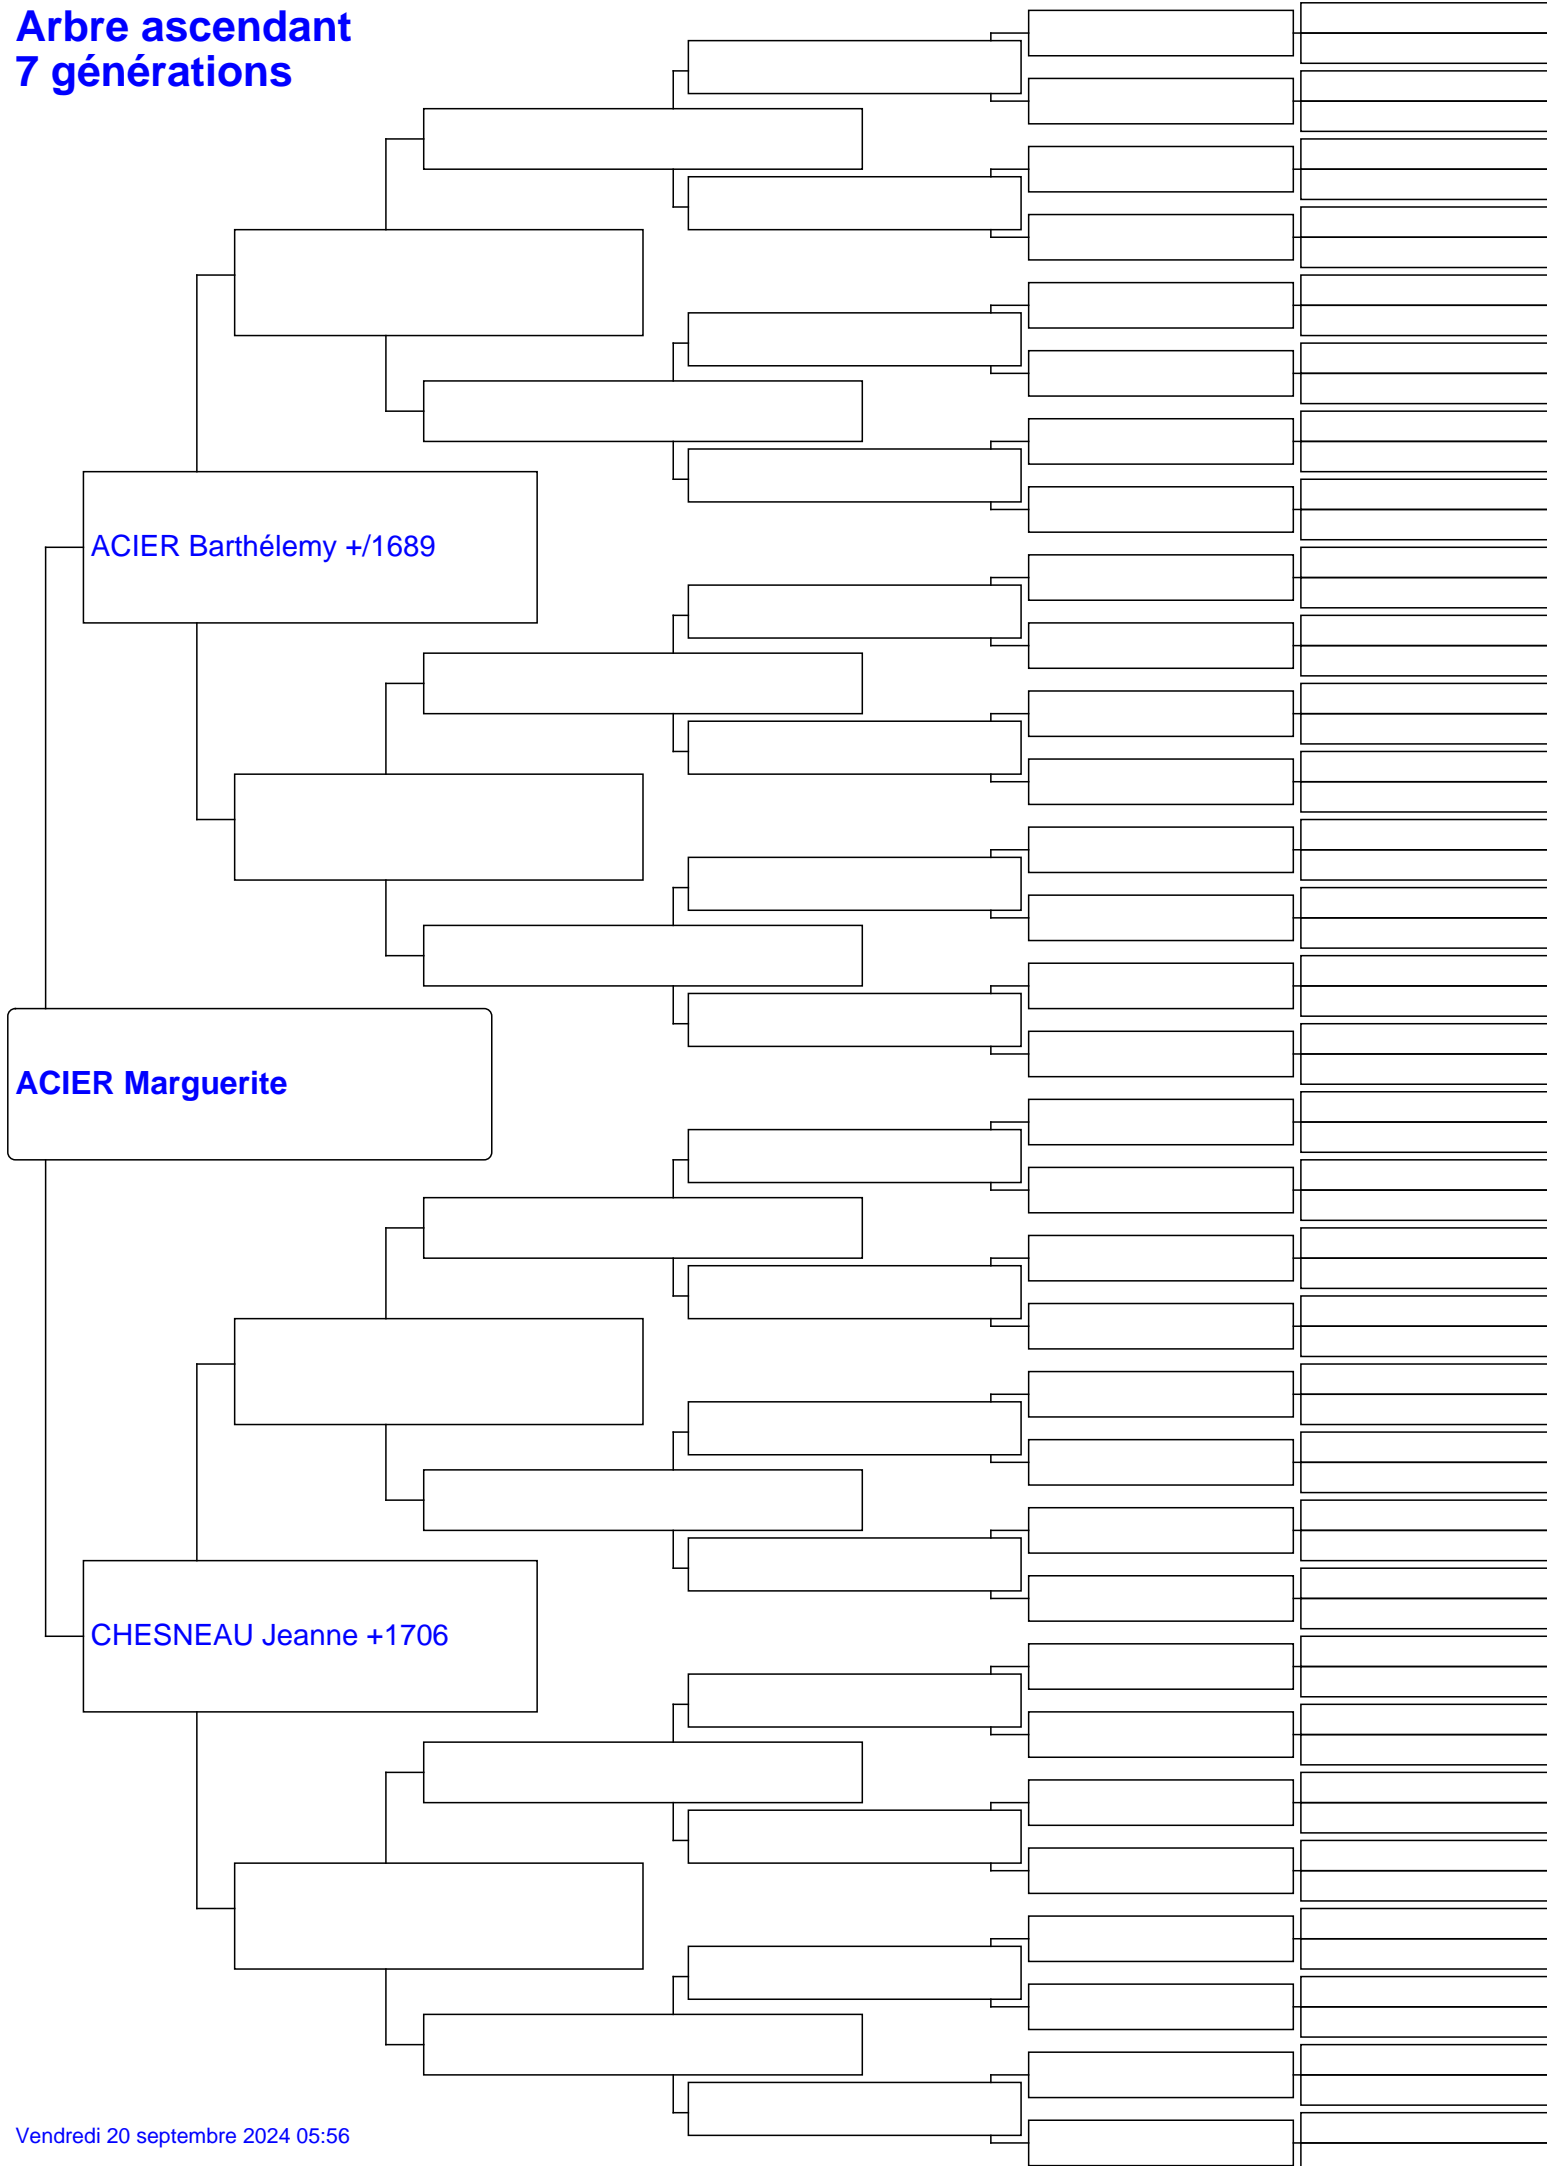 Arbre ascendant
7 générations
ACIER Barthélemy +/1689
ACIER Marguerite
CHESNEAU Jeanne +1706
Vendredi 20 septembre 2024 05:56